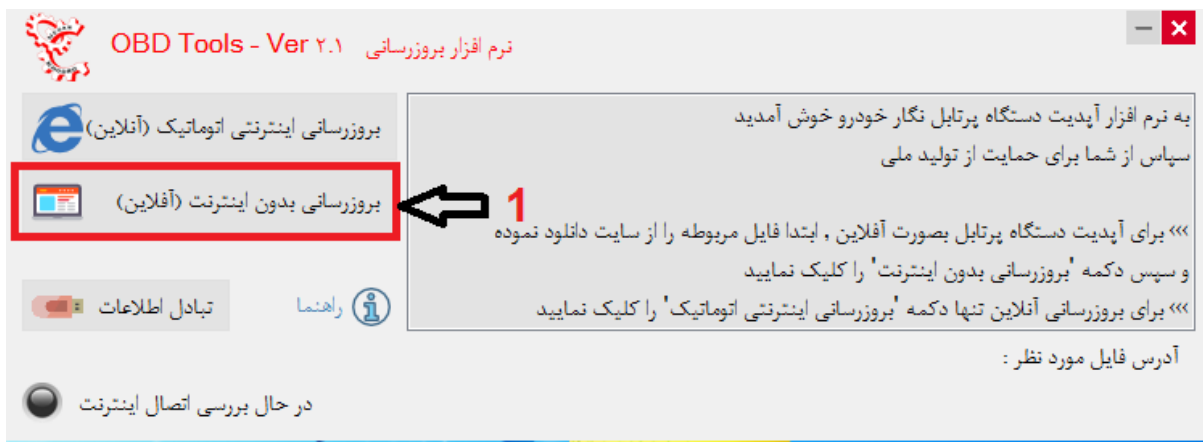 نرم افزار بروزرسانی OBD Tools - Ver ۲.۱
به نرم افزار آپدیت دستگاه پرتابل نگار خودرو خوش آمدید
سپاس از شما برای حمایت از تولید ملی
››› برای آپدیت دستگاه پرتابل بصورت آفلاین , ابتدا فایل مربوطه را از سایت دانلود نموده
و سپس دکمه 'بروزرسانی بدون اینترنت' را کلیک نمایید
››› برای بروزرسانی آنلاین تنها دکمه 'بروزرسانی اینترنتی اتوماتیک' را کلیک نمایید
بروزرسانی اینترنتی اتوماتیک (آنلاین)
1
بروزرسانی بدون اینترنت (آفلاین)
راهنما
تبادل اطلاعات
آدرس فایل مورد نظر :
در حال بررسی اتصال اینترنت